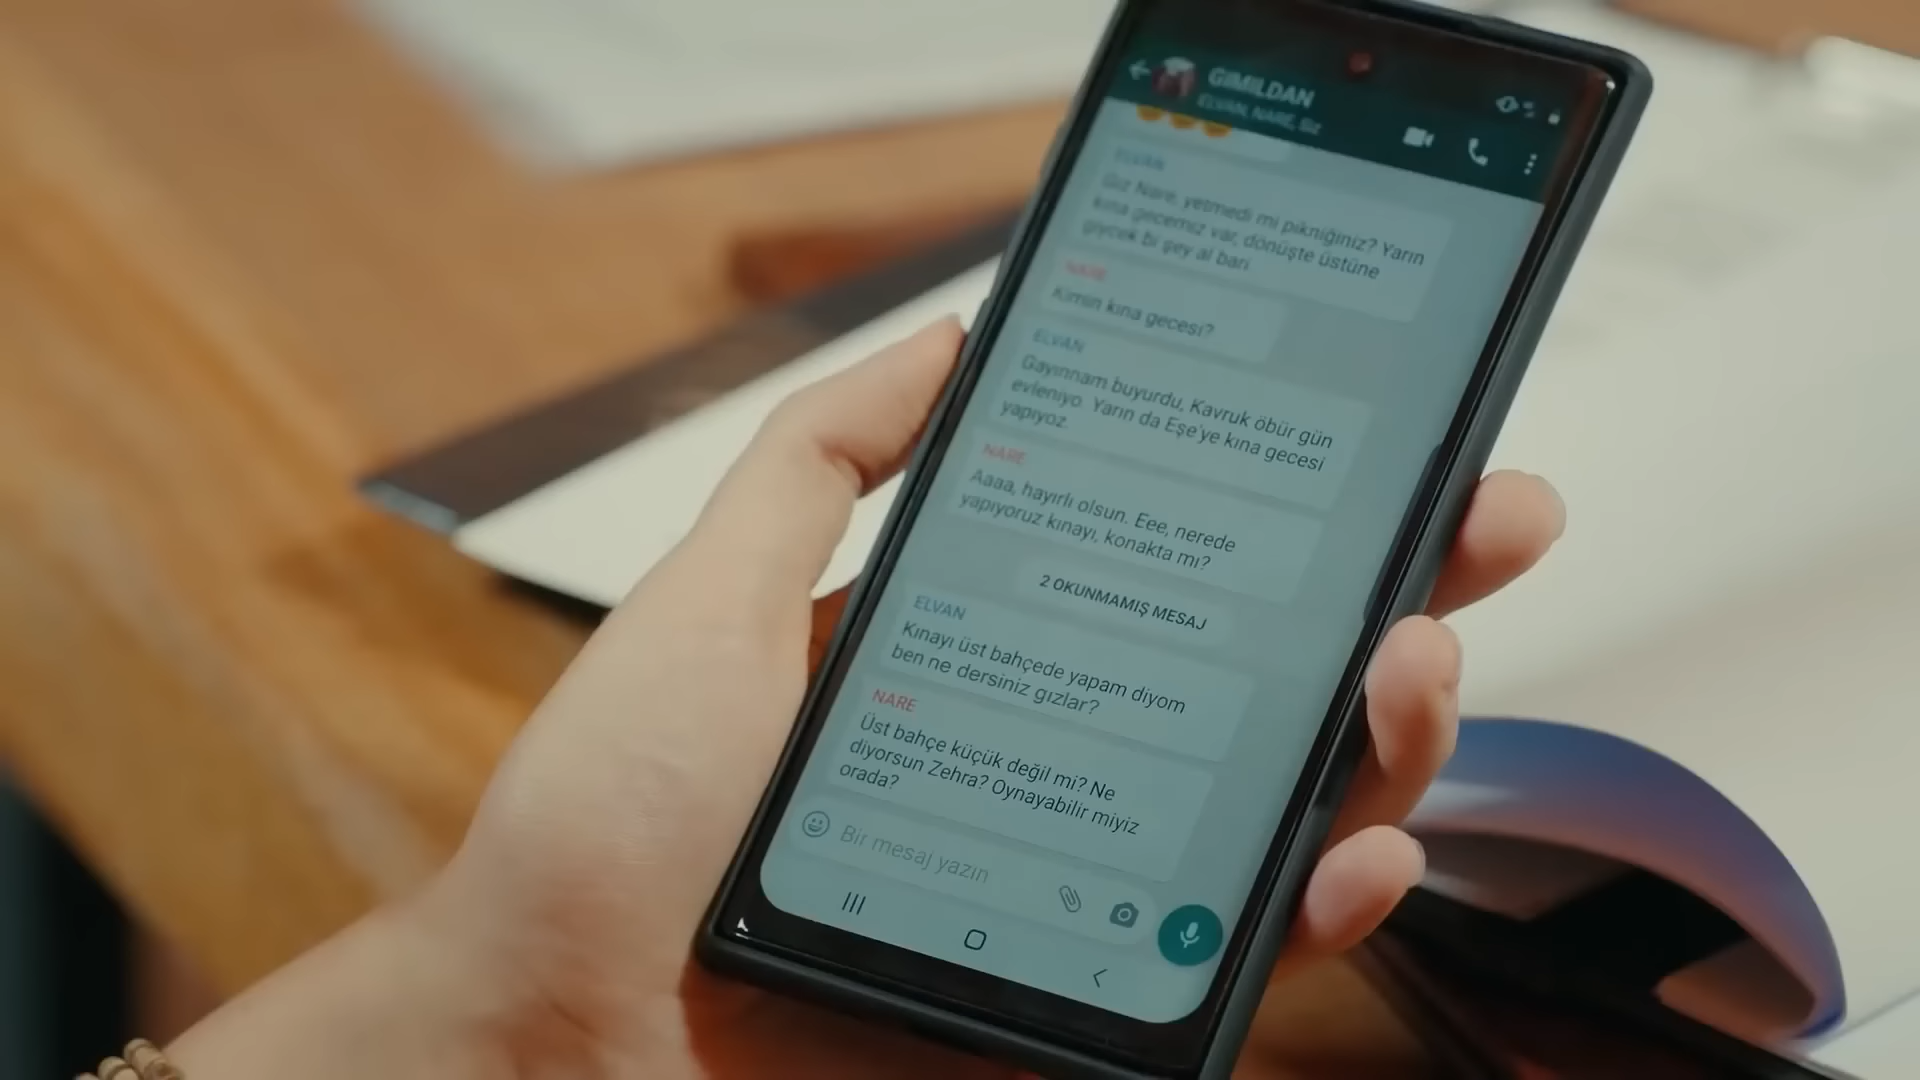 GIMILDAN
ELVAN, NARE, Siz
ELVAN
Gız Nare, yetmedi mi pikniğiniz? Yarın
kına gecemiz var, dönüşte üstüne
giycek bi şey al bari
NARE
Kimin kına gecesi?
ELVAN
Gayınnam buyurdu, Kavruk öbür gün
evleniyo. Yarın da Eşe'ye kına gecesi
yapıyoz.
NARE
Aaaa, hayırlı olsun. Eee, nerede
yapıyoruz kınayı, konakta mı?
2 OKUNMAMIŞ MESAJ
ELVAN
Kınayı üst bahçede yapam diyom
ben ne dersiniz gızlar?
NARE
Üst bahçe küçük değil mi? Ne
diyorsun Zehra? Oynayabilir miyiz
orada?
Bir mesaj yazın